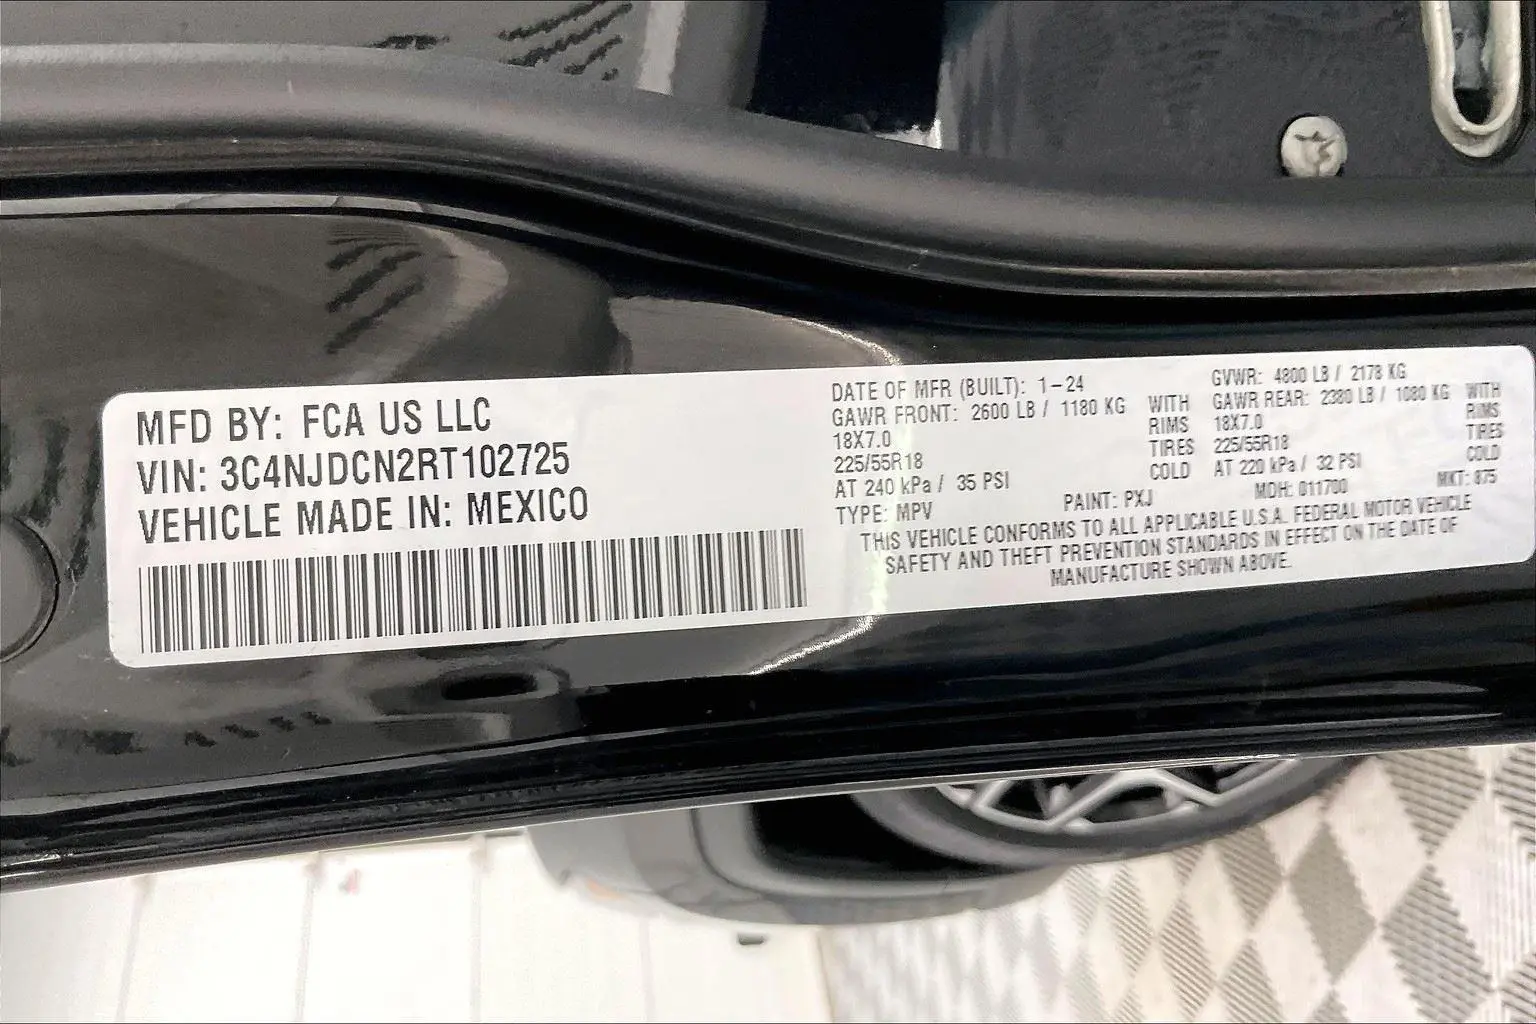 MFD BY: FCA US LLC
VIN: 3C4NJDCN2RT102725
VEHICLE MADE IN: MEXICO
DATE OF MFR (BUILT): 1-24 GVWR: 4800 LB / 2178 KG
GAWR FRONT: 2600 LB / 1180 KG WITH GAWR REAR: 2380 LB / 1080 KG WITH
18X7.0 RIMS 18X7.0 RIMS
225/55R18 TIRES 225/55R18 TIRES
AT 240 kPa / 35 PSI COLD AT 220 kPa / 32 PSI COLD
TYPE: MPV PAINT: PXJ MDH: 011700 MKT: 875
THIS VEHICLE CONFORMS TO ALL APPLICABLE U.S.A. FEDERAL MOTOR VEHICLE
SAFETY AND THEFT PREVENTION STANDARDS IN EFFECT ON THE DATE OF
MANUFACTURE SHOWN ABOVE.